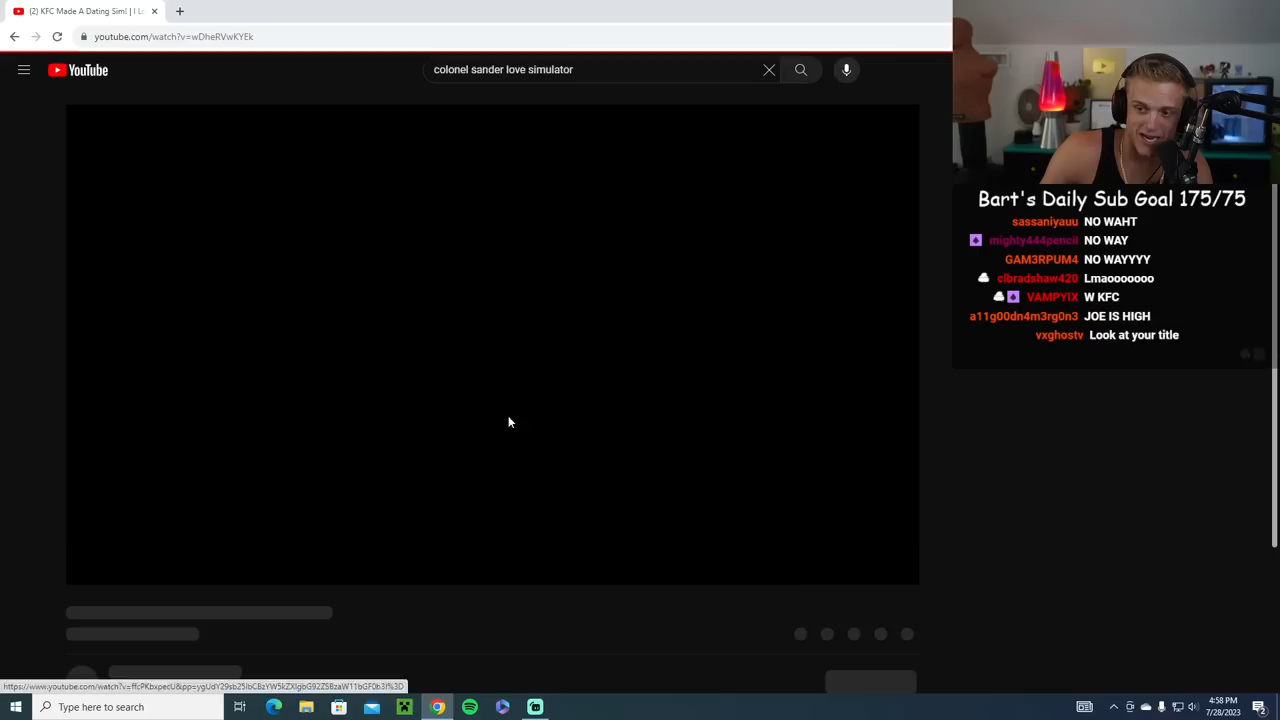 (2) KFC Made A Dating Sim! | I Lo
youtube.com/watch?v=wDheRVwKYEk
YouTube
colonel sander love simulator
Bart's Daily Sub Goal 175/75
sassaniyauu NO WAHT
mighty444pencil NO WAY
GAM3RPUM4 NO WAYYYY
clbradshaw420 Lmaooooooo
VAMPYIX W KFC
a11g00dn4m3rg0n3 JOE IS HIGH
vxghostv Look at your title
Type here to search
4:58 PM
7/28/2023
2